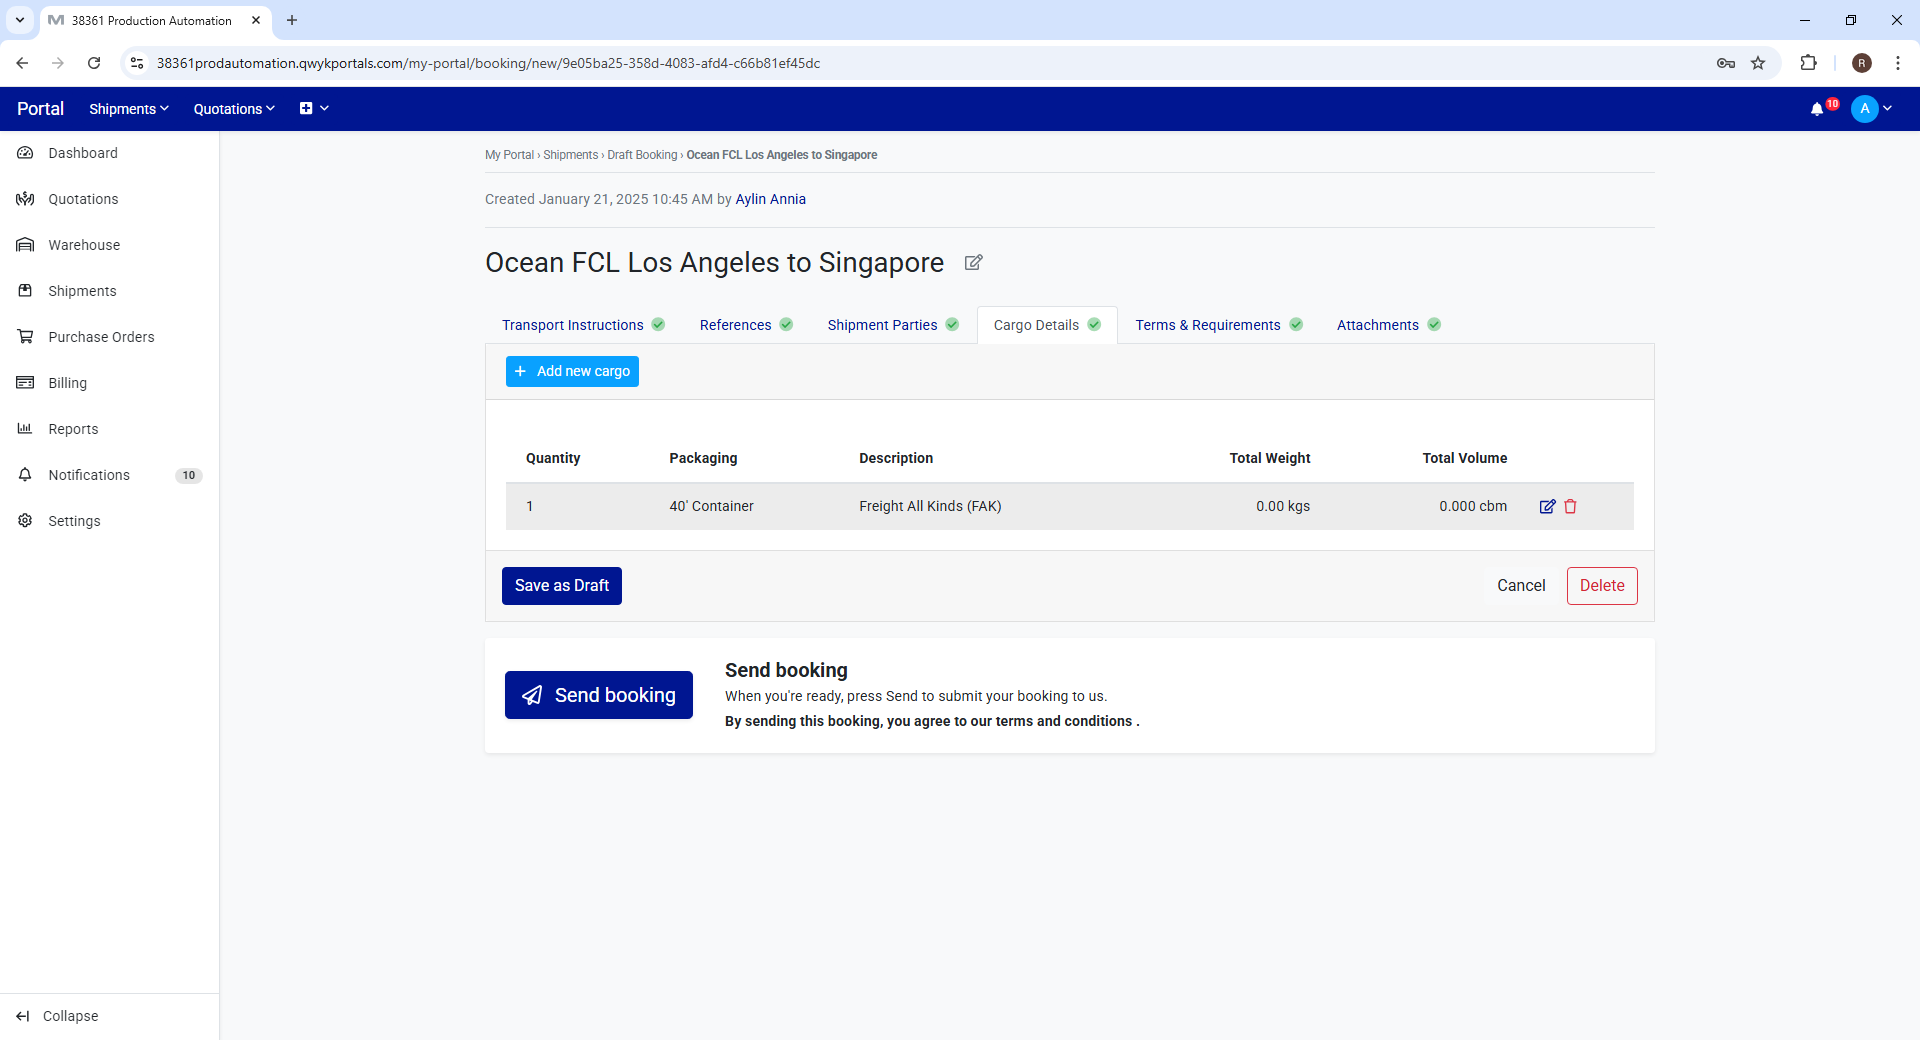 38361 Production Automation
38361prodautomation.qwykportals.com/my-portal/booking/new/9e05ba25-358d-4083-afd4-c66b81ef45dc
R
Portal
Shipments
Quotations
10
A
Dashboard
Quotations
Warehouse
Shipments
Purchase Orders
Billing
Reports
Notifications 10
Settings
Collapse
My Portal › Shipments › Draft Booking › Ocean FCL Los Angeles to Singapore
Created January 21, 2025 10:45 AM by Aylin Annia
Ocean FCL Los Angeles to Singapore
Transport Instructions
References
Shipment Parties
Cargo Details
Terms & Requirements
Attachments
+ Add new cargo
Quantity Packaging Description Total Weight Total Volume
1 40' Container Freight All Kinds (FAK) 0.00 kgs 0.000 cbm
Save as Draft
Cancel
Delete
Send booking
Send booking
When you're ready, press Send to submit your booking to us.
By sending this booking, you agree to our terms and conditions .